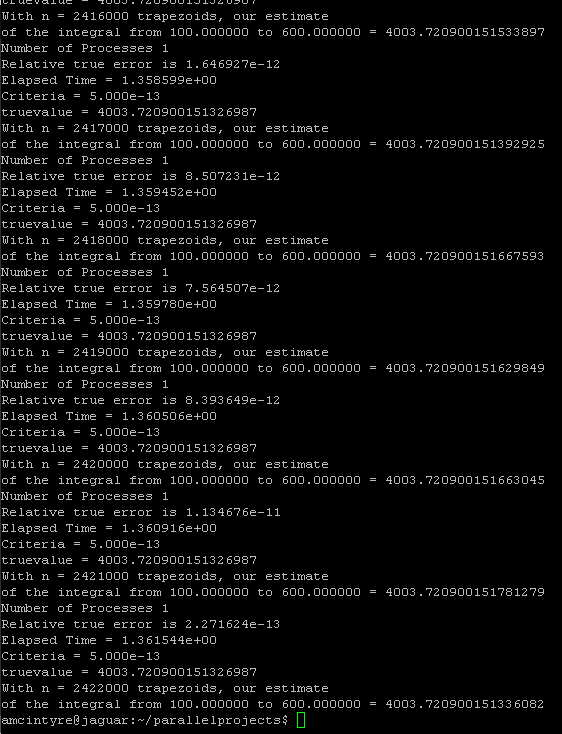 truevalue = 4003.720900151326987
With n = 2416000 trapezoids, our estimate
of the integral from 100.000000 to 600.000000 = 4003.720900151533897
Number of Processes 1
Relative true error is 1.646927e-12
Elapsed Time = 1.358599e+00
Criteria = 5.000e-13
truevalue = 4003.720900151326987
With n = 2417000 trapezoids, our estimate
of the integral from 100.000000 to 600.000000 = 4003.720900151392925
Number of Processes 1
Relative true error is 8.507231e-12
Elapsed Time = 1.359452e+00
Criteria = 5.000e-13
truevalue = 4003.720900151326987
With n = 2418000 trapezoids, our estimate
of the integral from 100.000000 to 600.000000 = 4003.720900151667593
Number of Processes 1
Relative true error is 7.564507e-12
Elapsed Time = 1.359780e+00
Criteria = 5.000e-13
truevalue = 4003.720900151326987
With n = 2419000 trapezoids, our estimate
of the integral from 100.000000 to 600.000000 = 4003.720900151629849
Number of Processes 1
Relative true error is 8.393649e-12
Elapsed Time = 1.360506e+00
Criteria = 5.000e-13
truevalue = 4003.720900151326987
With n = 2420000 trapezoids, our estimate
of the integral from 100.000000 to 600.000000 = 4003.720900151663045
Number of Processes 1
Relative true error is 1.134676e-11
Elapsed Time = 1.360916e+00
Criteria = 5.000e-13
truevalue = 4003.720900151326987
With n = 2421000 trapezoids, our estimate
of the integral from 100.000000 to 600.000000 = 4003.720900151781279
Number of Processes 1
Relative true error is 2.271624e-13
Elapsed Time = 1.361544e+00
Criteria = 5.000e-13
truevalue = 4003.720900151326987
With n = 2422000 trapezoids, our estimate
of the integral from 100.000000 to 600.000000 = 4003.720900151336082
amcintyre@jaguar:~/parallelprojects$